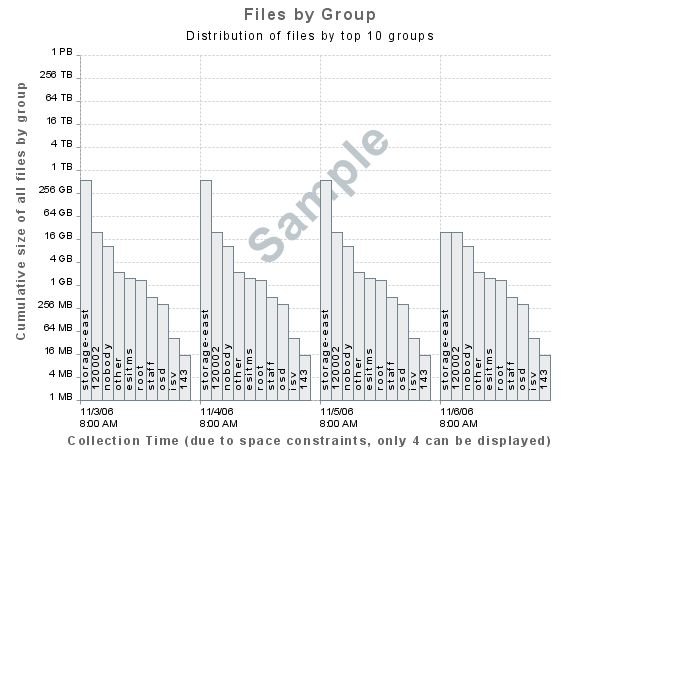 Files by Group
Distribution of files by top 10 groups
Cumulative size of all files by group
1 PB
256 TB
64 TB
16 TB
4 TB
1 TB
256 GB
64 GB
16 GB
4 GB
1 GB
256 MB
64 MB
16 MB
4 MB
1 MB
Sample
storage-east
120002
nobody
other
esitms
root
staff
osd
isv
143
storage-east
120002
nobody
other
esitms
root
staff
osd
isv
143
storage-east
120002
nobody
other
esitms
root
staff
osd
isv
143
storage-east
120002
nobody
other
esitms
root
staff
osd
isv
143
11/3/06
8:00 AM
11/4/06
8:00 AM
11/5/06
8:00 AM
11/6/06
8:00 AM
Collection Time (due to space constraints, only 4 can be displayed)